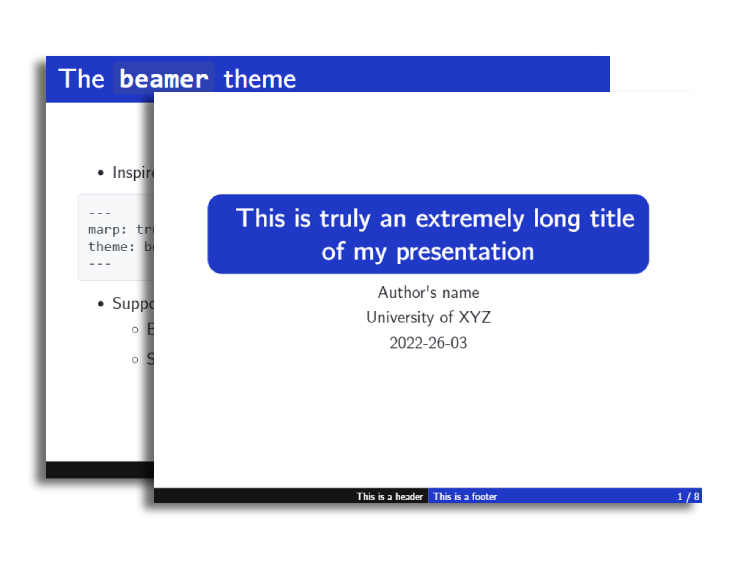 The beamer theme
• Inspire
---
marp: tr
theme: b
---
• Suppo
◦ E
◦ S
This is truly an extremely long title
of my presentation
Author's name
University of XYZ
2022-26-03
This is a header This is a footer 1 / 8